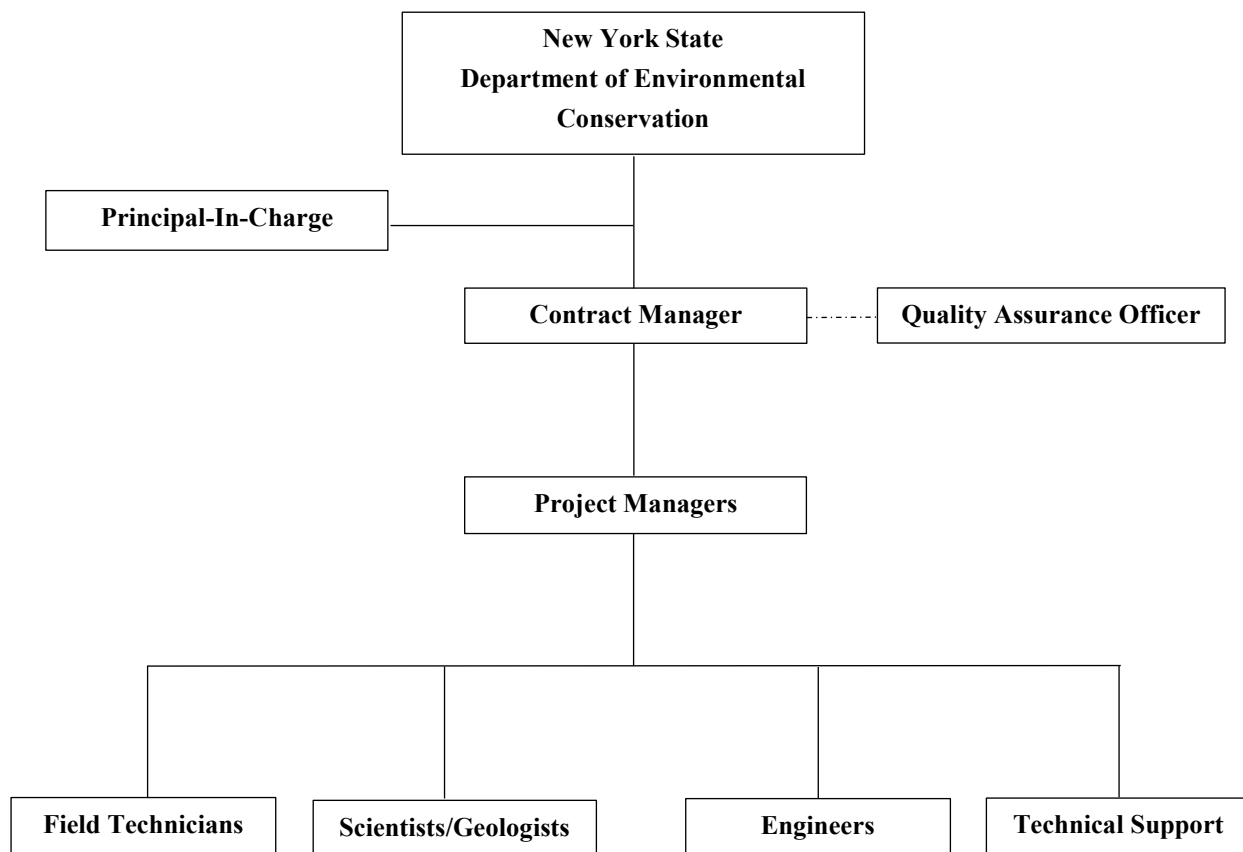 New York State
Department of Environmental
Conservation
Principal-In-Charge
Contract Manager
Quality Assurance Officer
Project Managers
Field Technicians
Scientists/Geologists
Engineers
Technical Support